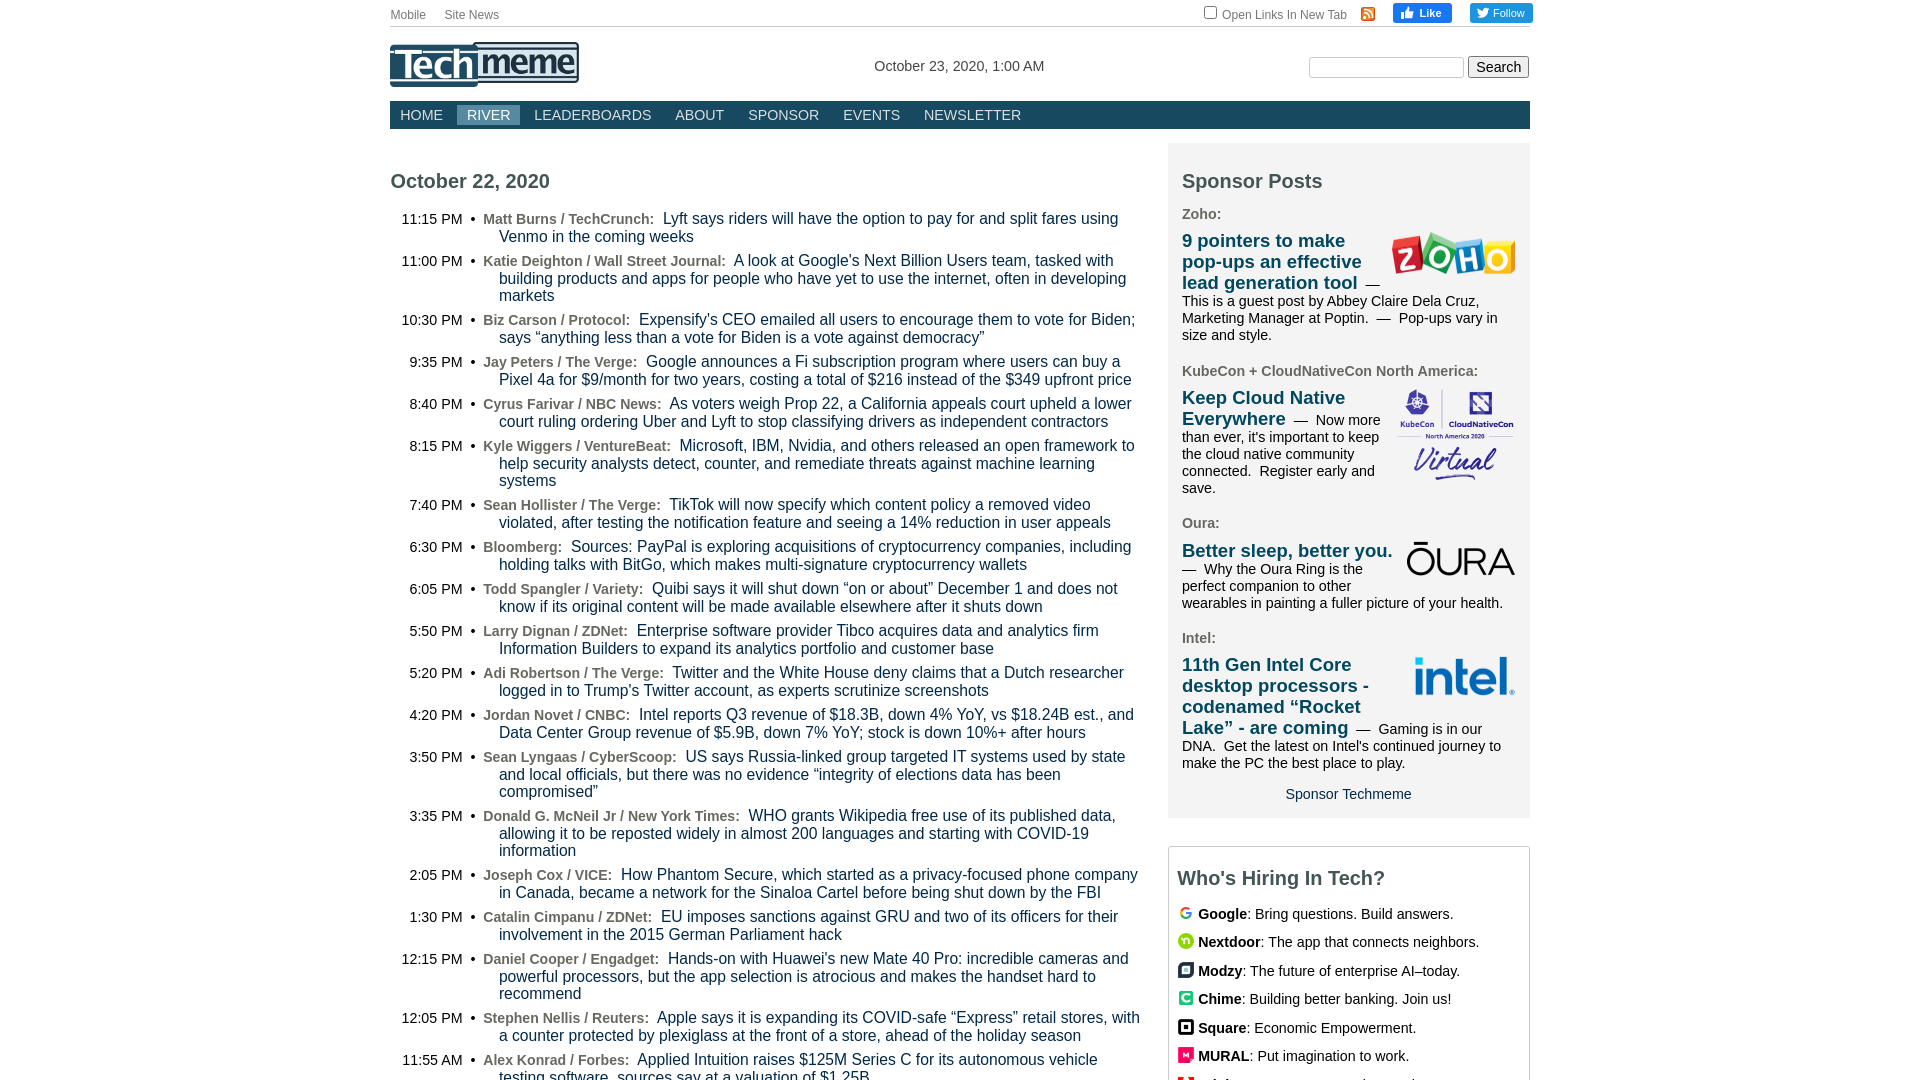 Mobile Site News Open Links In New Tab Like Follow
Techmeme October 23, 2020, 1:00 AM Search
HOME RIVER LEADERBOARDS ABOUT SPONSOR EVENTS NEWSLETTER
October 22, 2020
11:15 PM • Matt Burns / TechCrunch: Lyft says riders will have the option to pay for and split fares using
Venmo in the coming weeks
11:00 PM • Katie Deighton / Wall Street Journal: A look at Google's Next Billion Users team, tasked with
building products and apps for people who have yet to use the internet, often in developing
markets
10:30 PM • Biz Carson / Protocol: Expensify's CEO emailed all users to encourage them to vote for Biden;
says “anything less than a vote for Biden is a vote against democracy”
9:35 PM • Jay Peters / The Verge: Google announces a Fi subscription program where users can buy a
Pixel 4a for $9/month for two years, costing a total of $216 instead of the $349 upfront price
8:40 PM • Cyrus Farivar / NBC News: As voters weigh Prop 22, a California appeals court upheld a lower
court ruling ordering Uber and Lyft to stop classifying drivers as independent contractors
8:15 PM • Kyle Wiggers / VentureBeat: Microsoft, IBM, Nvidia, and others released an open framework to
help security analysts detect, counter, and remediate threats against machine learning
systems
7:40 PM • Sean Hollister / The Verge: TikTok will now specify which content policy a removed video
violated, after testing the notification feature and seeing a 14% reduction in user appeals
6:30 PM • Bloomberg: Sources: PayPal is exploring acquisitions of cryptocurrency companies, including
holding talks with BitGo, which makes multi-signature cryptocurrency wallets
6:05 PM • Todd Spangler / Variety: Quibi says it will shut down “on or about” December 1 and does not
know if its original content will be made available elsewhere after it shuts down
5:50 PM • Larry Dignan / ZDNet: Enterprise software provider Tibco acquires data and analytics firm
Information Builders to expand its analytics portfolio and customer base
5:20 PM • Adi Robertson / The Verge: Twitter and the White House deny claims that a Dutch researcher
logged in to Trump's Twitter account, as experts scrutinize screenshots
4:20 PM • Jordan Novet / CNBC: Intel reports Q3 revenue of $18.3B, down 4% YoY, vs $18.24B est., and
Data Center Group revenue of $5.9B, down 7% YoY; stock is down 10%+ after hours
3:50 PM • Sean Lyngaas / CyberScoop: US says Russia-linked group targeted IT systems used by state
and local officials, but there was no evidence “integrity of elections data has been
compromised”
3:35 PM • Donald G. McNeil Jr / New York Times: WHO grants Wikipedia free use of its published data,
allowing it to be reposted widely in almost 200 languages and starting with COVID-19
information
2:05 PM • Joseph Cox / VICE: How Phantom Secure, which started as a privacy-focused phone company
in Canada, became a network for the Sinaloa Cartel before being shut down by the FBI
1:30 PM • Catalin Cimpanu / ZDNet: EU imposes sanctions against GRU and two of its officers for their
involvement in the 2015 German Parliament hack
12:15 PM • Daniel Cooper / Engadget: Hands-on with Huawei's new Mate 40 Pro: incredible cameras and
powerful processors, but the app selection is atrocious and makes the handset hard to
recommend
12:05 PM • Stephen Nellis / Reuters: Apple says it is expanding its COVID-safe “Express” retail stores, with
a counter protected by plexiglass at the front of a store, ahead of the holiday season
11:55 AM • Alex Konrad / Forbes: Applied Intuition raises $125M Series C for its autonomous vehicle
testing software, sources say at a valuation of $1.25B
Sponsor Posts
Zoho:
ZOHO
9 pointers to make
pop-ups an effective
lead generation tool —
This is a guest post by Abbey Claire Dela Cruz,
Marketing Manager at Poptin. — Pop-ups vary in
size and style.
KubeCon + CloudNativeCon North America:
KubeCon CloudNativeCon
North America 2020
Virtual
Keep Cloud Native
Everywhere — Now more
than ever, it's important to keep
the cloud native community
connected. Register early and
save.
Oura:
ŌURA
Better sleep, better you.
— Why the Oura Ring is the
perfect companion to other
wearables in painting a fuller picture of your health.
Intel:
intel.
11th Gen Intel Core
desktop processors -
codenamed “Rocket
Lake” - are coming — Gaming is in our
DNA. Get the latest on Intel's continued journey to
make the PC the best place to play.
Sponsor Techmeme
Who's Hiring In Tech?
Google: Bring questions. Build answers.
Nextdoor: The app that connects neighbors.
Modzy: The future of enterprise AI–today.
Chime: Building better banking. Join us!
Square: Economic Empowerment.
MURAL: Put imagination to work.